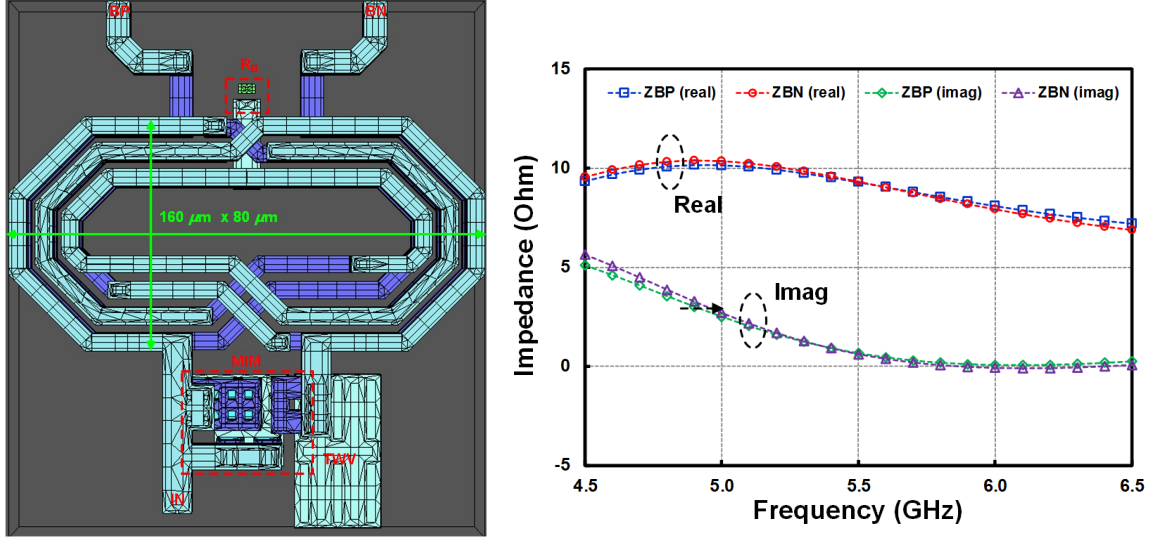 BP
BN
R_B
160 μm x 80 μm
MIM
TWV
IN
15
10
5
0
-5
4.5
5.0
5.5
6.0
6.5
Impedance (Ohm)
Frequency (GHz)
ZBP (real)
ZBN (real)
ZBP (imag)
ZBN (imag)
Real
Imag